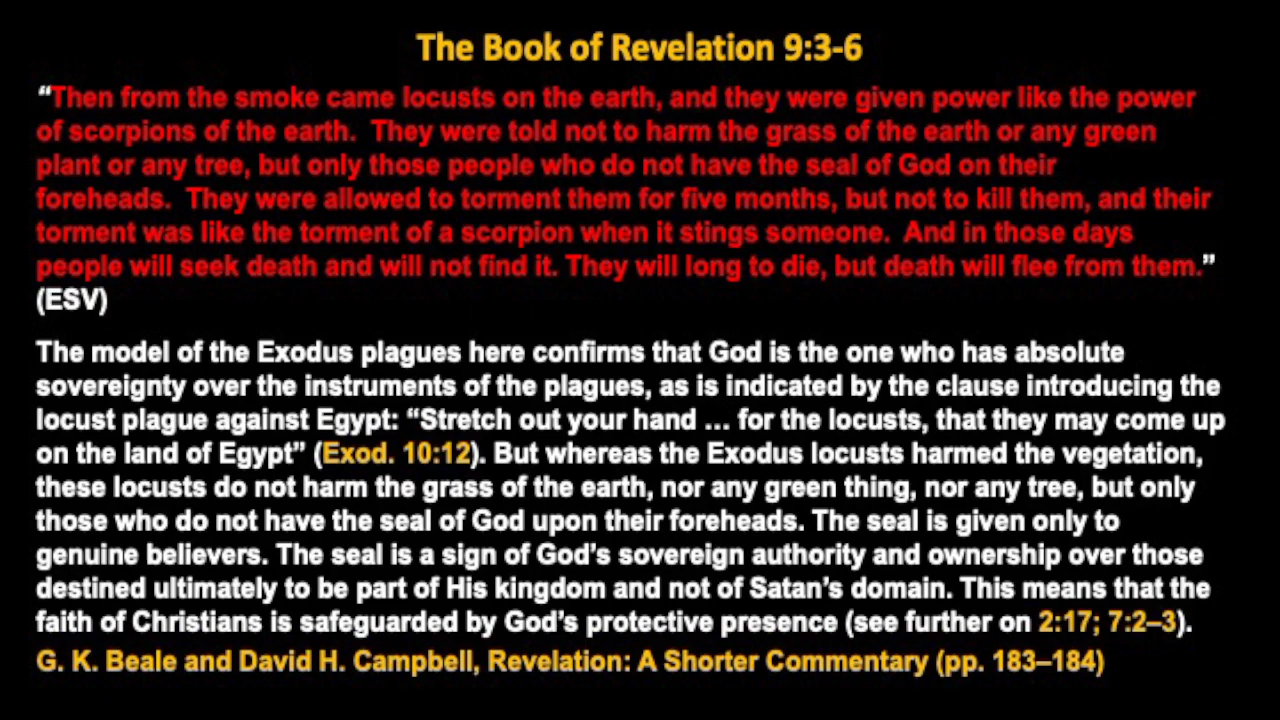 The Book of Revelation 9:3-6
“Then from the smoke came locusts on the earth, and they were given power like the power
of scorpions of the earth.  They were told not to harm the grass of the earth or any green
plant or any tree, but only those people who do not have the seal of God on their
foreheads.  They were allowed to torment them for five months, but not to kill them, and their
torment was like the torment of a scorpion when it stings someone.  And in those days
people will seek death and will not find it. They will long to die, but death will flee from them.”
(ESV)
The model of the Exodus plagues here confirms that God is the one who has absolute
sovereignty over the instruments of the plagues, as is indicated by the clause introducing the
locust plague against Egypt: “Stretch out your hand … for the locusts, that they may come up
on the land of Egypt” (Exod. 10:12). But whereas the Exodus locusts harmed the vegetation,
these locusts do not harm the grass of the earth, nor any green thing, nor any tree, but only
those who do not have the seal of God upon their foreheads. The seal is given only to
genuine believers. The seal is a sign of God’s sovereign authority and ownership over those
destined ultimately to be part of His kingdom and not of Satan’s domain. This means that the
faith of Christians is safeguarded by God’s protective presence (see further on 2:17; 7:2–3).
G. K. Beale and David H. Campbell, Revelation: A Shorter Commentary (pp. 183–184)